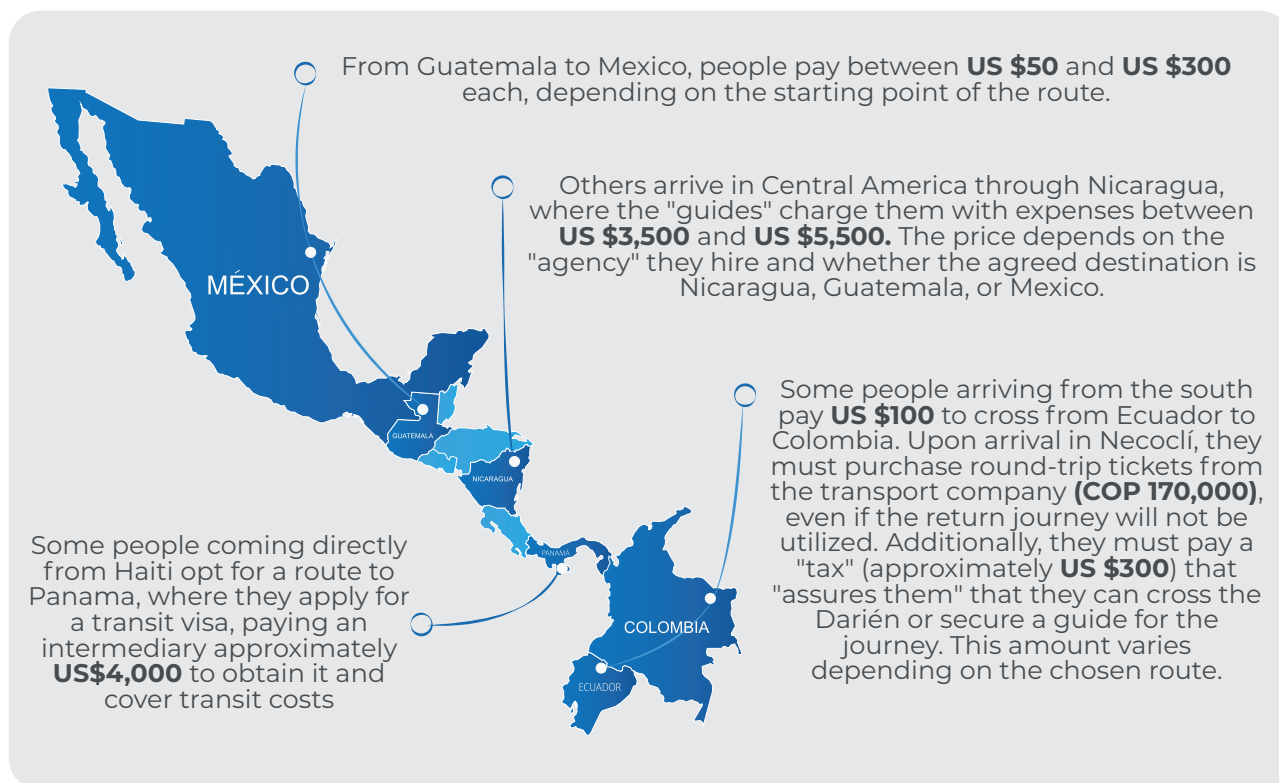 From Guatemala to Mexico, people pay between US $50 and US $300
each, depending on the starting point of the route.
Others arrive in Central America through Nicaragua,
where the "guides" charge them with expenses between
US $3,500 and US $5,500. The price depends on the
"agency" they hire and whether the agreed destination is
Nicaragua, Guatemala, or Mexico.
MÉXICO
GUATEMALA
NICARAGUA
PANAMÁ
COLOMBIA
ECUADOR
Some people arriving from the south
pay US $100 to cross from Ecuador to
Colombia. Upon arrival in Necoclí, they
must purchase round-trip tickets from
the transport company (COP 170,000),
even if the return journey will not be
utilized. Additionally, they must pay a
"tax" (approximately US $300) that
"assures them" that they can cross the
Darién or secure a guide for the
journey. This amount varies
depending on the chosen route.
Some people coming directly
from Haiti opt for a route to
Panama, where they apply for
a transit visa, paying an
intermediary approximately
US$4,000 to obtain it and
cover transit costs